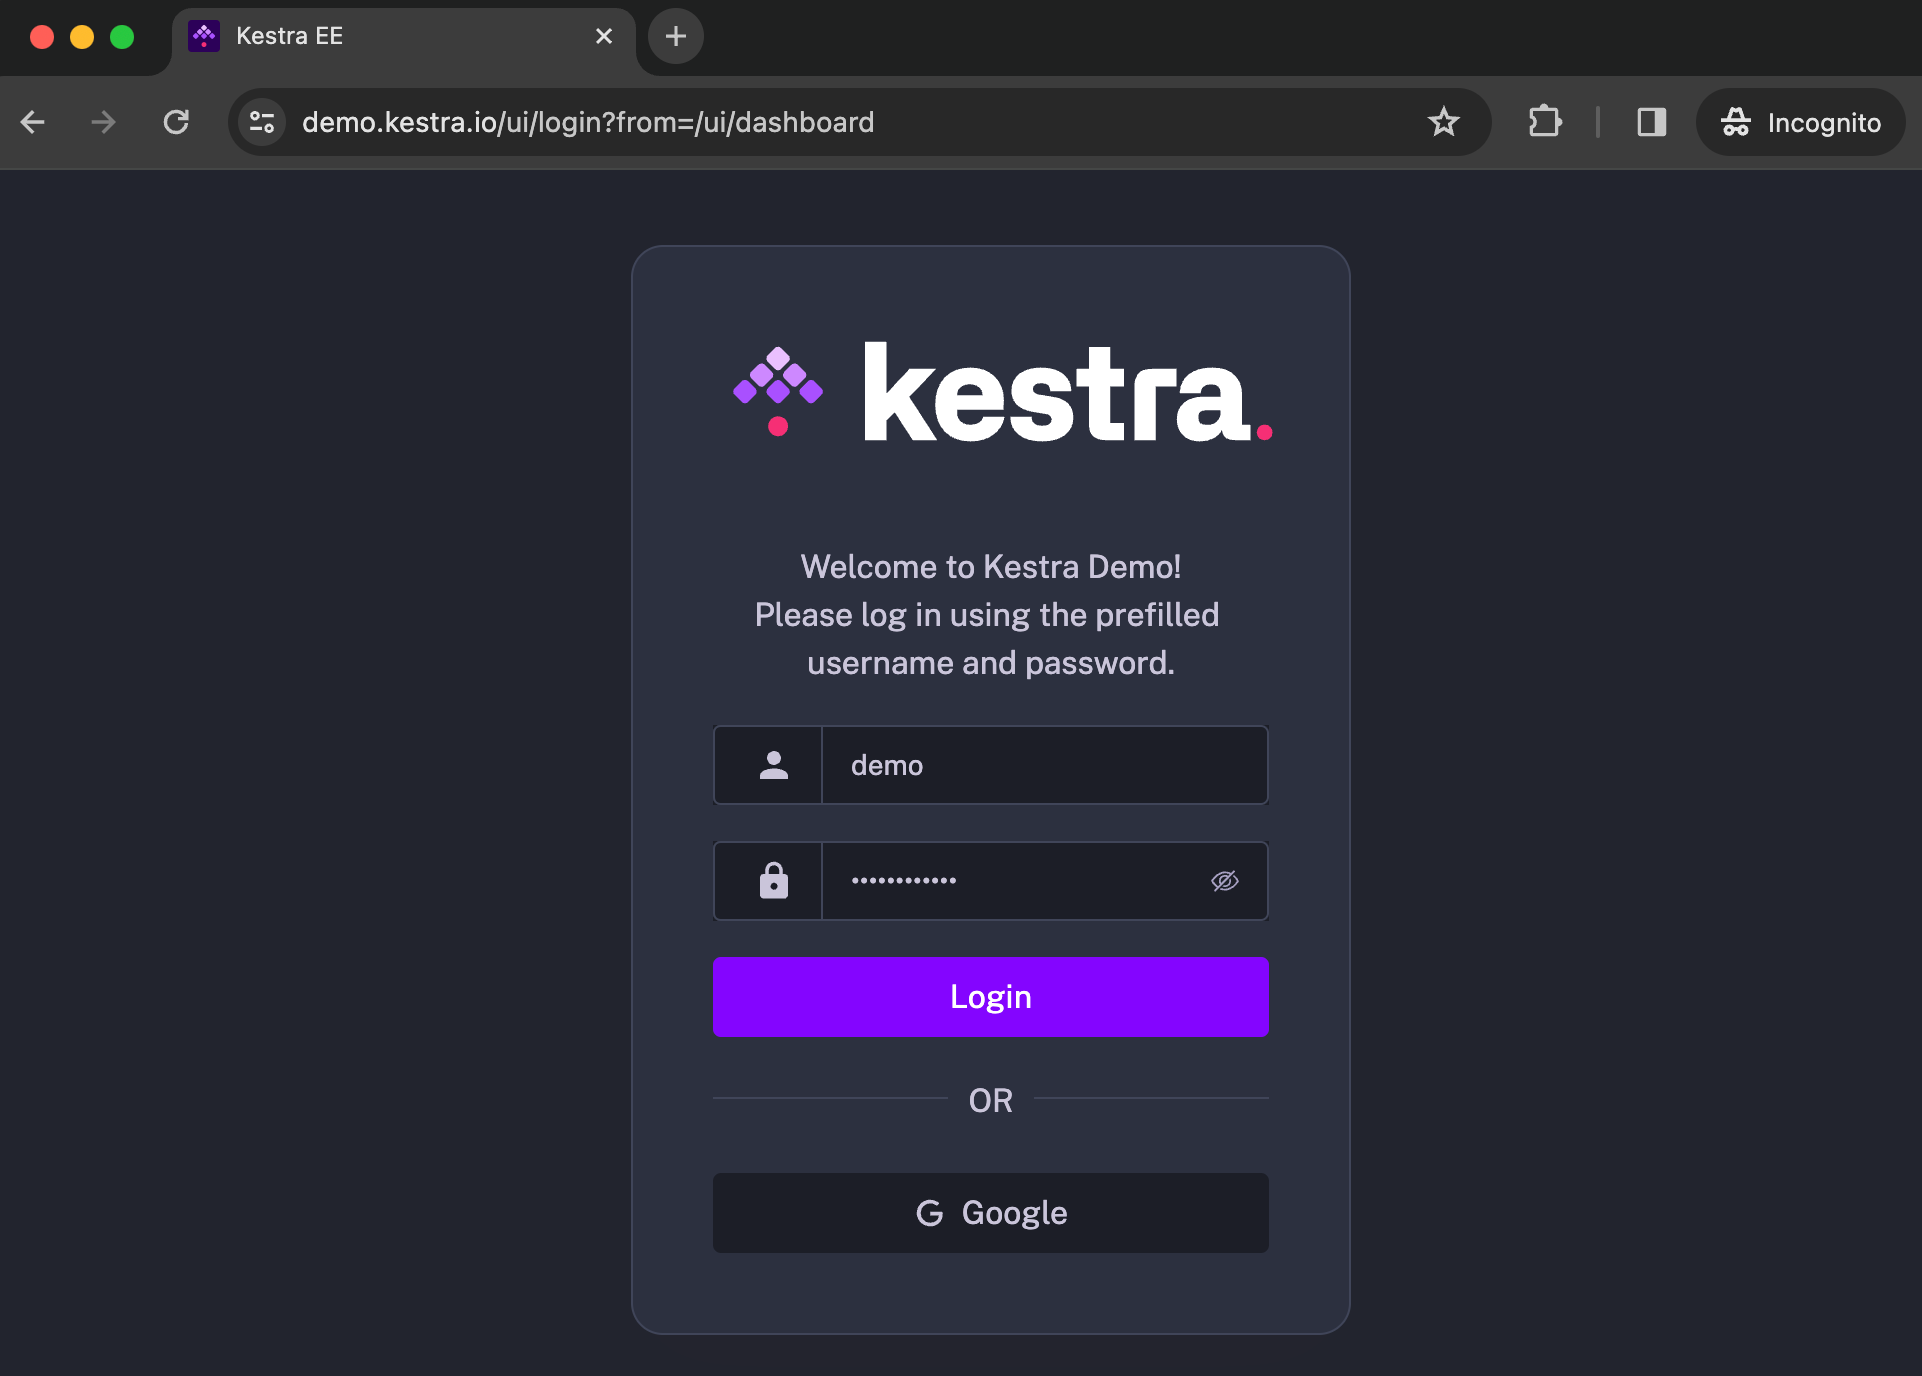 Kestra EE
demo.kestra.io/ui/login?from=/ui/dashboard
Incognito
kestra.
Welcome to Kestra Demo!
Please log in using the prefilled
username and password.
demo
••••••••••••
Login
OR
G Google